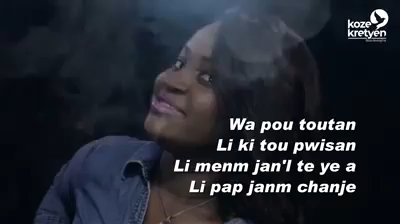 koze
kretyen
Wa pou toutan
Li ki tou pwisan
Li menm jan'l te ye a
Li pap janm chanje